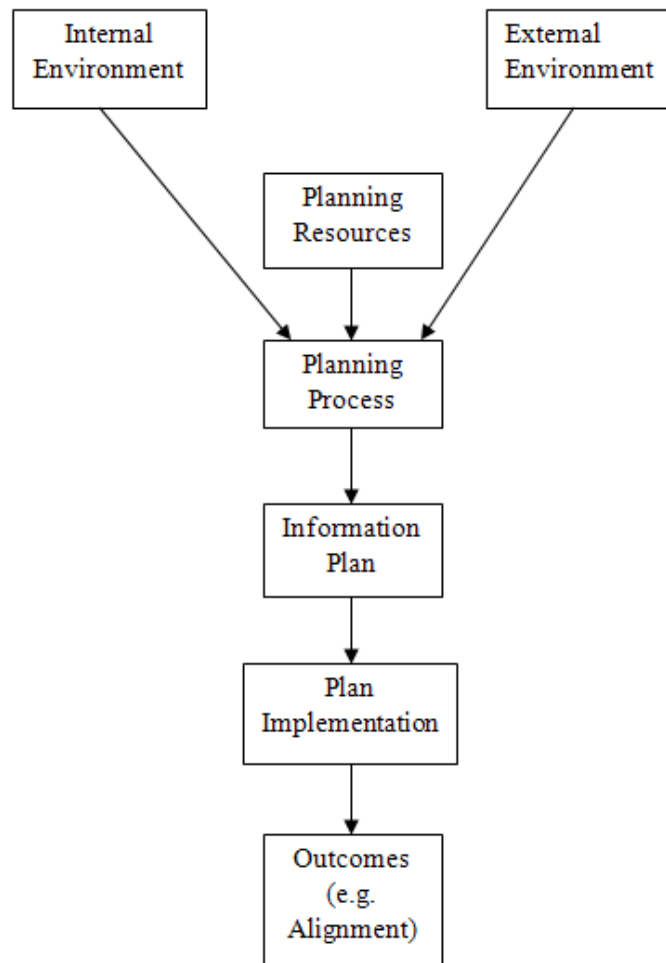 Internal
Environment
External
Environment
Planning
Resources
Planning
Process
Information
Plan
Plan
Implementation
Outcomes
(e.g.
Alignment)